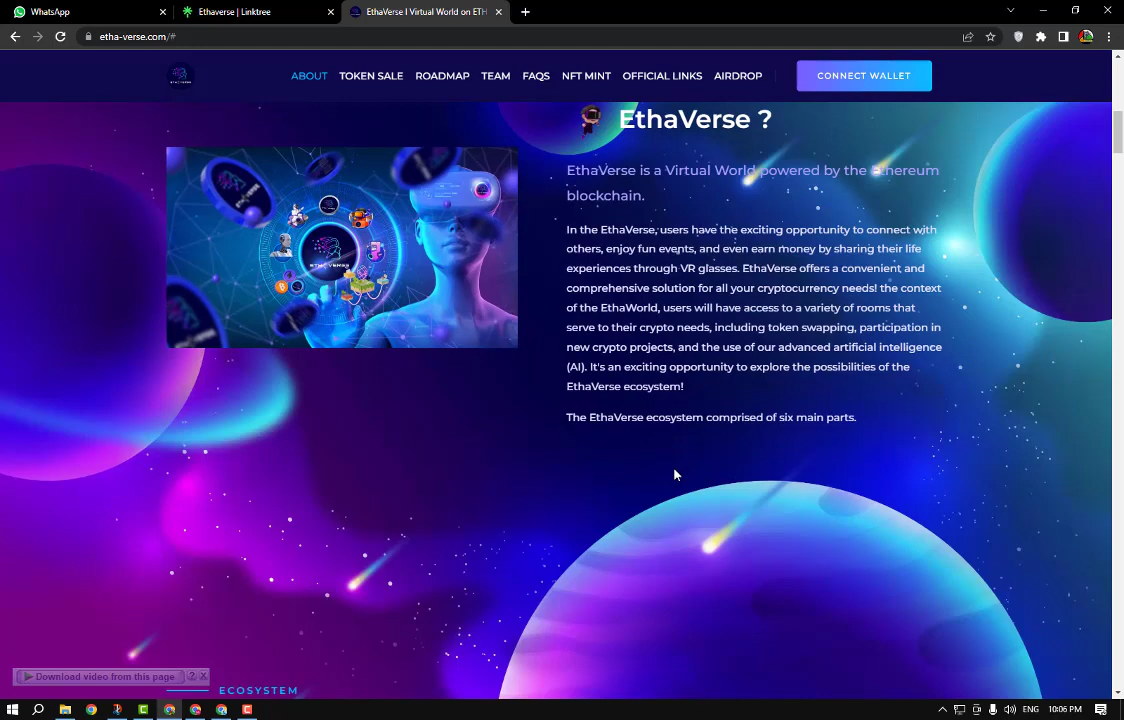 WhatsApp
Ethaverse | Linktree
EthaVerse I Virtual World on ETH
etha-verse.com/#
ABOUT TOKEN SALE ROADMAP TEAM FAQS NFT MINT OFFICIAL LINKS AIRDROP CONNECT WALLET
EthaVerse ?
EthaVerse is a Virtual World powered by the Ethereum
blockchain.
In the EthaVerse, users have the exciting opportunity to connect with
others, enjoy fun events, and even earn money by sharing their life
experiences through VR glasses. EthaVerse offers a convenient and
comprehensive solution for all your cryptocurrency needs! the context
of the EthaWorld, users will have access to a variety of rooms that
serve to their crypto needs, including token swapping, participation in
new crypto projects, and the use of our advanced artificial intelligence
(AI). It's an exciting opportunity to explore the possibilities of the
EthaVerse ecosystem!
The EthaVerse ecosystem comprised of six main parts.
Download video from this page ? X
ECOSYSTEM
ENG 10:06 PM